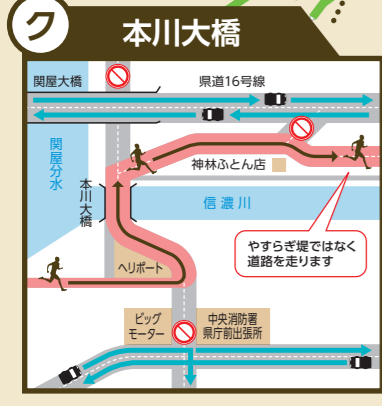 ク
本川大橋
関屋大橋
県道16号線
関屋分水
神林ふとん店
本川大橋
信濃川
やすらぎ堤ではなく
道路を走ります
ヘリポート
ビッグ
モーター
中央消防署
県庁前出張所